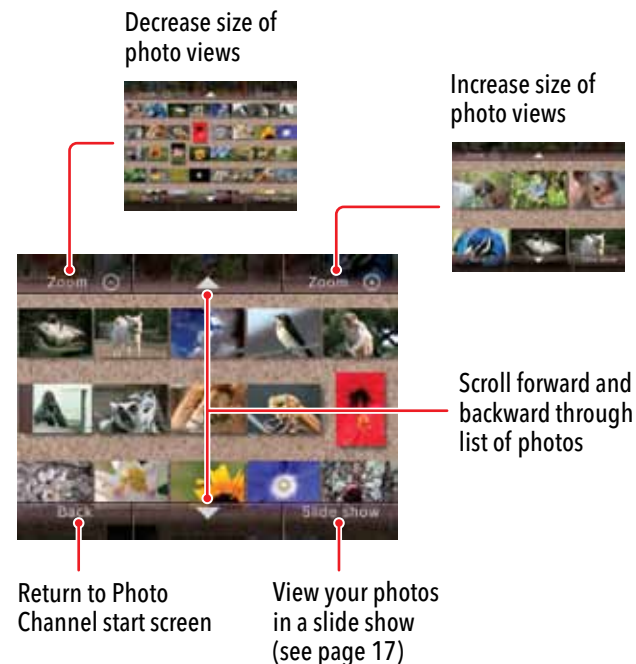 Decrease size of
photo views
Increase size of
photo views
Zoom
Zoom
Scroll forward and
backward through
list of photos
Back
Slide show
Return to Photo
Channel start screen
View your photos
in a slide show
(see page 17)